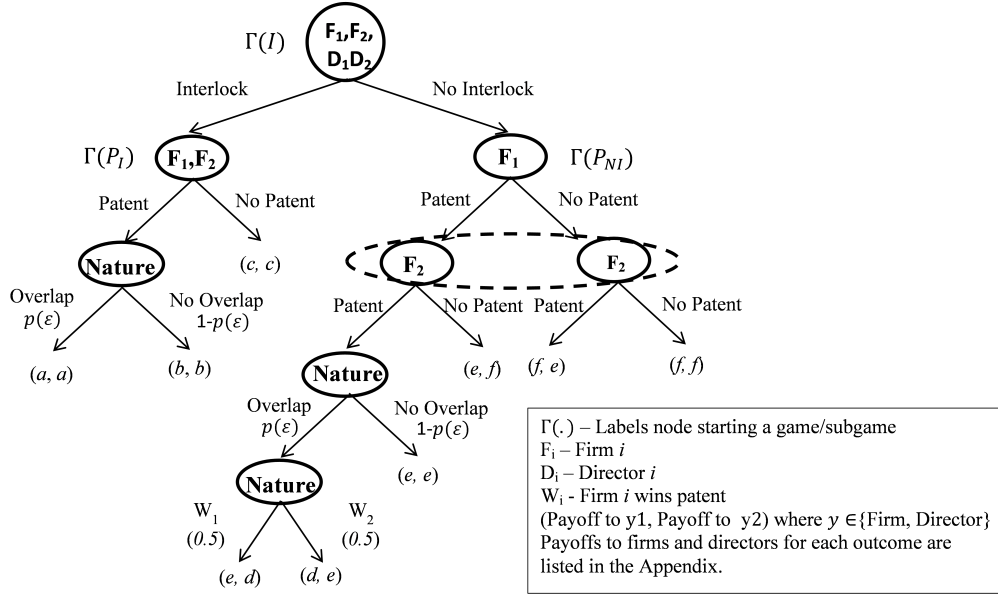 Γ(I)
F1,F2,
D1D2
Interlock
No Interlock
Γ(P_I)
F1,F2
F1
Γ(P_NI)
Patent
No Patent
Patent
No Patent
Nature
(c, c)
F2
F2
Overlap
p(ε)
No Overlap
1-p(ε)
Patent
No Patent
Patent
No Patent
(a, a)
(b, b)
Nature
(e, f)
(f, e)
(f, f)
Overlap
p(ε)
No Overlap
1-p(ε)
Nature
(e, e)
W1
(0.5)
W2
(0.5)
(e, d)
(d, e)
Γ(.) – Labels node starting a game/subgame
Fi – Firm i
Di – Director i
Wi - Firm i wins patent
(Payoff to y1, Payoff to y2) where y ∈{Firm, Director}
Payoffs to firms and directors for each outcome are
listed in the Appendix.